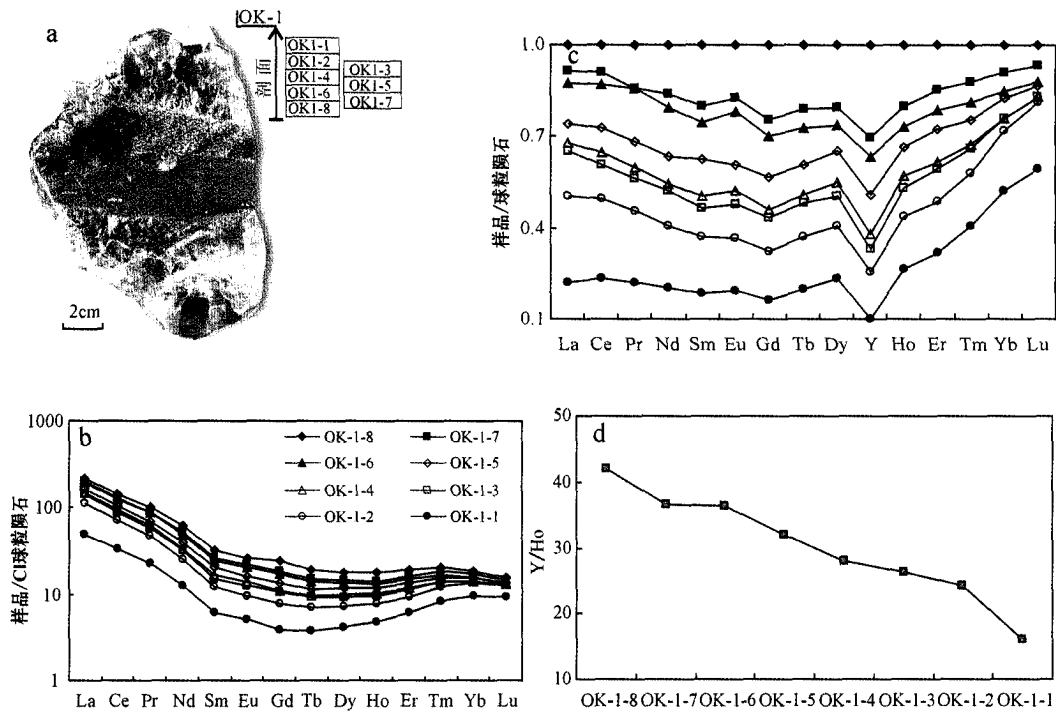 a
OK-1
OK1-1
OK1-2
OK1-4
OK1-6
OK1-8
OK1-3
OK1-5
OK1-7
剖面
2cm
c
1.0
0.7
0.4
0.1
样品/球粒陨石
La Ce Pr Nd Sm Eu Gd Tb Dy Y Ho Er Tm Yb Lu
b
1000
100
10
1
样品/CI球粒陨石
OK-1-8 OK-1-7
OK-1-6 OK-1-5
OK-1-4 OK-1-3
OK-1-2 OK-1-1
La Ce Pr Nd Sm Eu Gd Tb Dy Ho Er Tm Yb Lu
d
50
40
30
20
10
Y/Ho
OK-1-8 OK-1-7 OK-1-6 OK-1-5 OK-1-4 OK-1-3 OK-1-2 OK-1-1